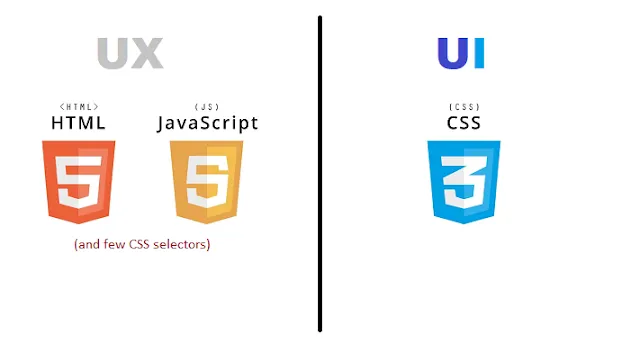 UX
<HTML>
HTML
5
(JS)
JavaScript
5
(and few CSS selectors)
UI
(CSS)
CSS
3